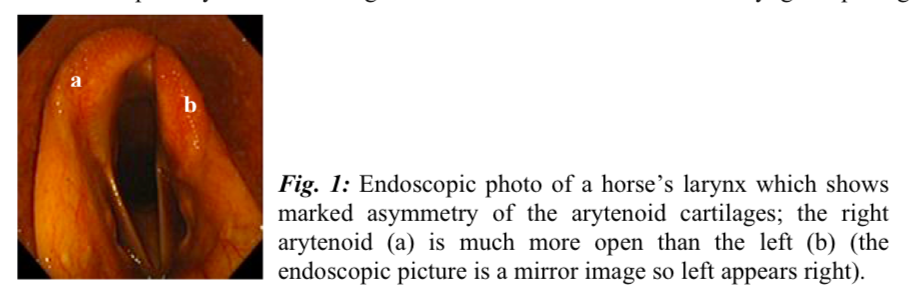 a
b
Fig. 1: Endoscopic photo of a horse's larynx which shows
marked asymmetry of the arytenoid cartilages; the right
arytenoid (a) is much more open than the left (b) (the
endoscopic picture is a mirror image so left appears right).